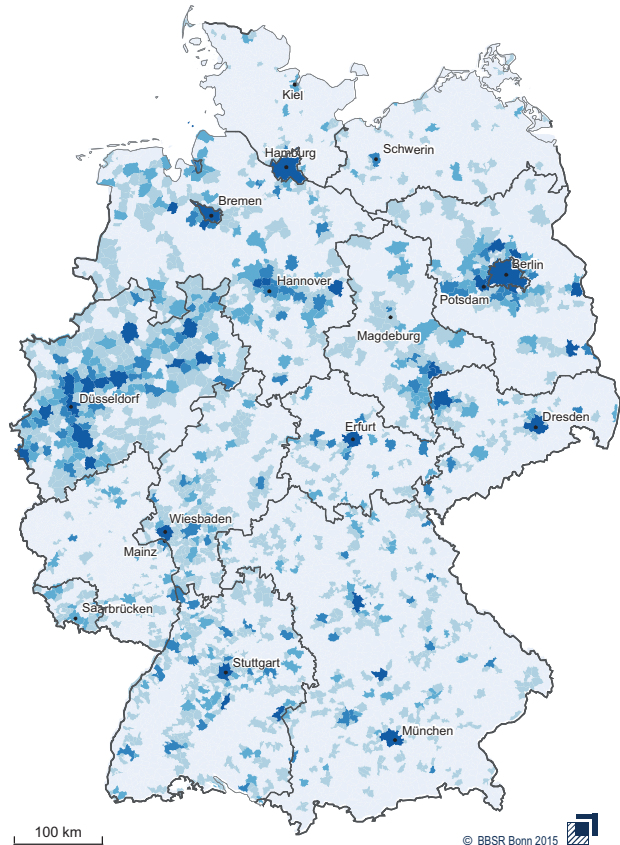 Kiel
Schwerin
Hamburg
Bremen
Berlin
Hannover
Potsdam
Magdeburg
Düsseldorf
Dresden
Erfurt
Wiesbaden
Mainz
Saarbrücken
Stuttgart
München
100 km
© BBSR Bonn 2015